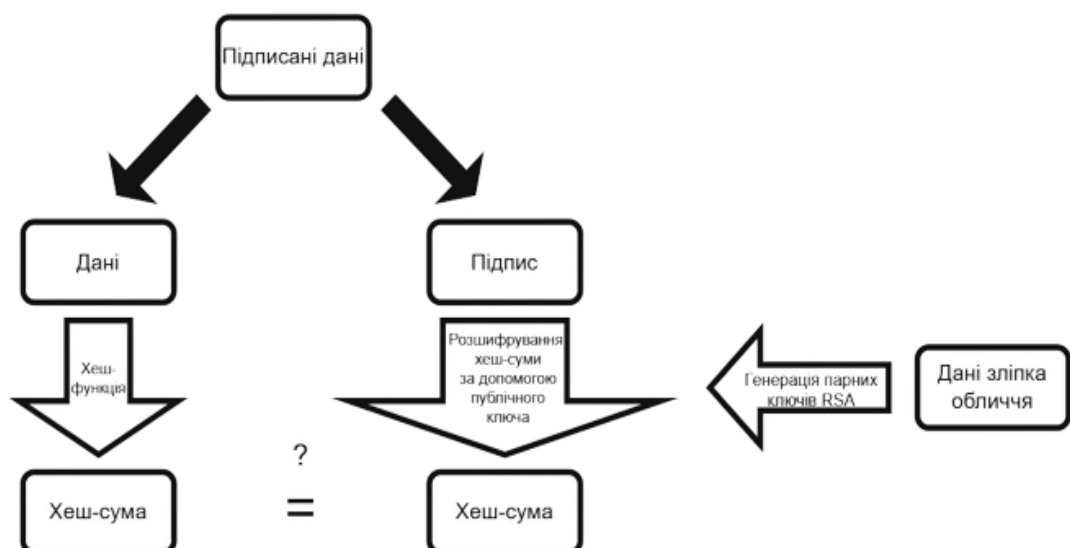 Підписані дані
Дані
Підпис
Хеш-
функція
Розшифрування
хеш-суми
за допомогою
публічного
ключа
Генерація парних
ключів RSA
Дані зліпка
обличчя
?
Хеш-сума
=
Хеш-сума